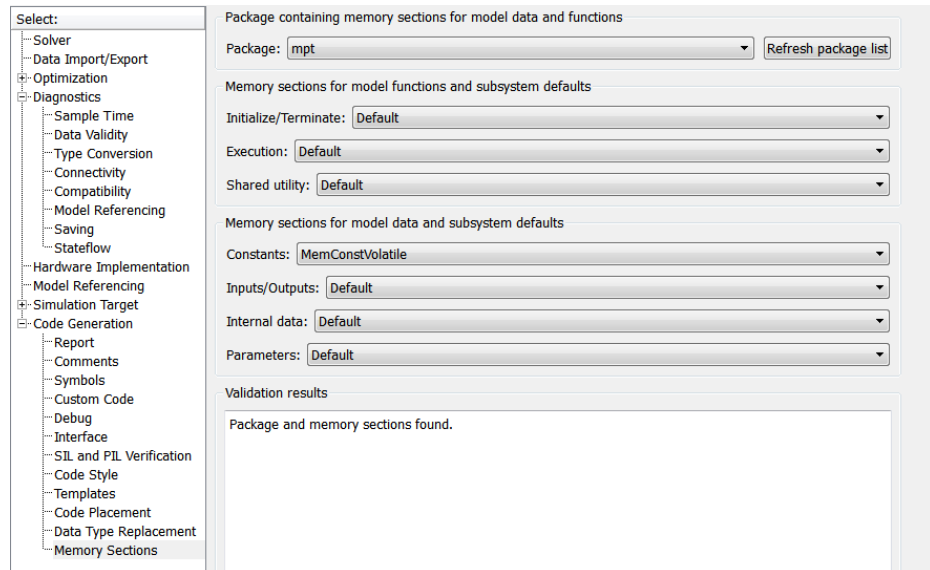 Select:
Solver
Data Import/Export
Optimization
Diagnostics
Sample Time
Data Validity
Type Conversion
Connectivity
Compatibility
Model Referencing
Saving
Stateflow
Hardware Implementation
Model Referencing
Simulation Target
Code Generation
Report
Comments
Symbols
Custom Code
Debug
Interface
SIL and PIL Verification
Code Style
Templates
Code Placement
Data Type Replacement
Memory Sections
Package containing memory sections for model data and functions
Package: mpt Refresh package list
Memory sections for model functions and subsystem defaults
Initialize/Terminate: Default
Execution: Default
Shared utility: Default
Memory sections for model data and subsystem defaults
Constants: MemConstVolatile
Inputs/Outputs: Default
Internal data: Default
Parameters: Default
Validation results
Package and memory sections found.